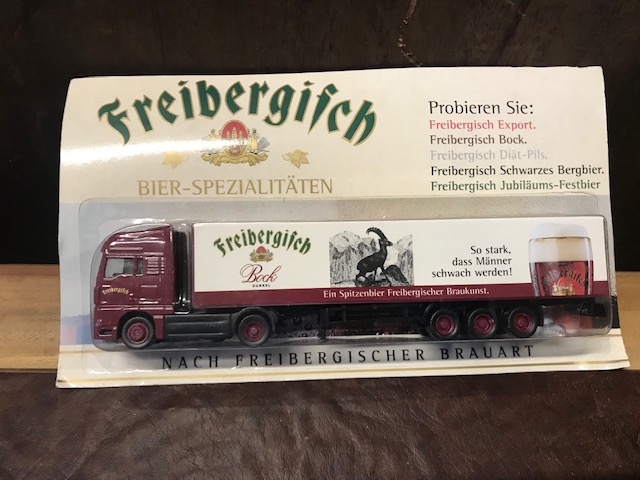 Freibergiſch
BIER-SPEZIALITÄTEN
Probieren Sie:
Freibergisch Export.
Freibergisch Bock.
Freibergisch Diät-Pils.
Freibergisch Schwarzes Bergbier.
Freibergisch Jubiläums-Festbier
Freibergiſch
Bock
DUNKEL
So stark,
dass Männer
schwach werden!
Ein Spitzenbier Freibergischer Braukunst.
Freibergiſch
NACH FREIBERGISCHER BRAUART